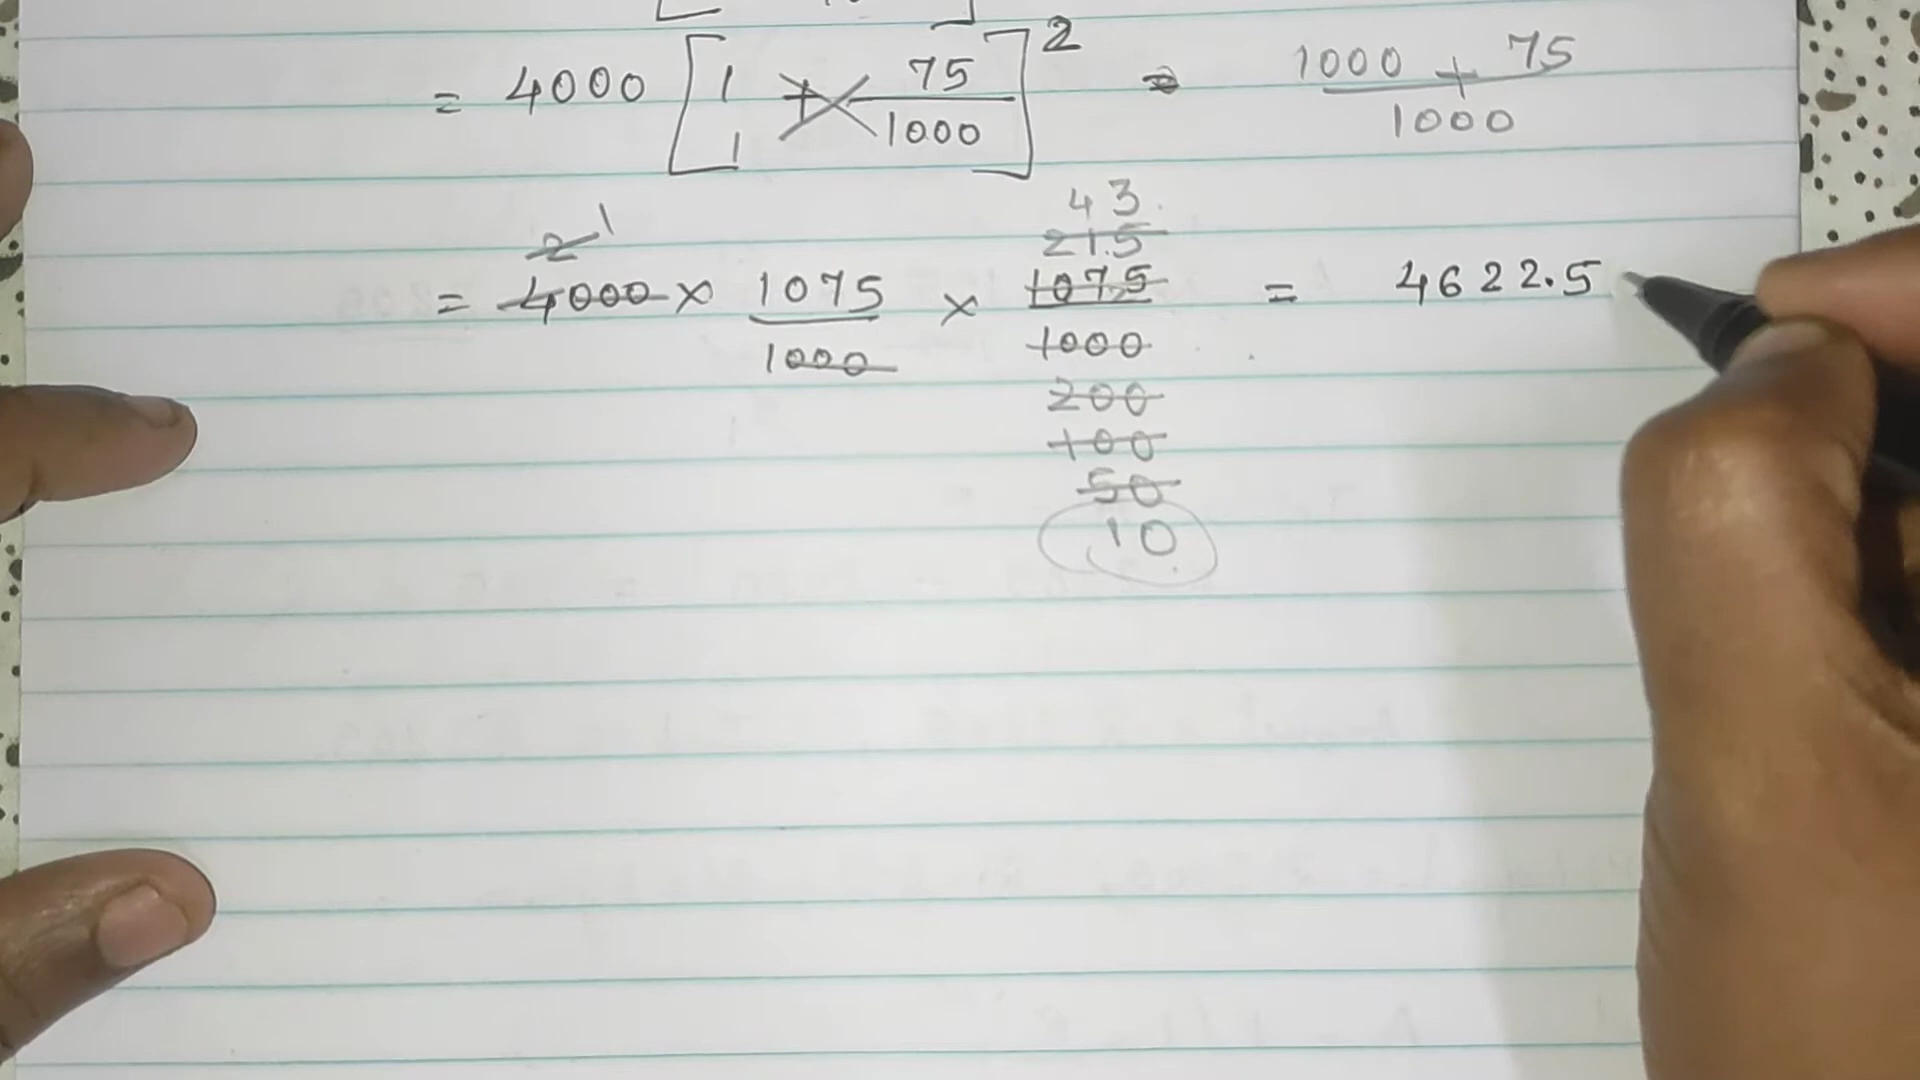 = 4000 [ 1/1 + 75/1000 ]² = 1000 + 75 / 1000
2 1 43
215
= 4000 × 1075/1000 × 1075/1000 = 4622.5
200
100
50
10